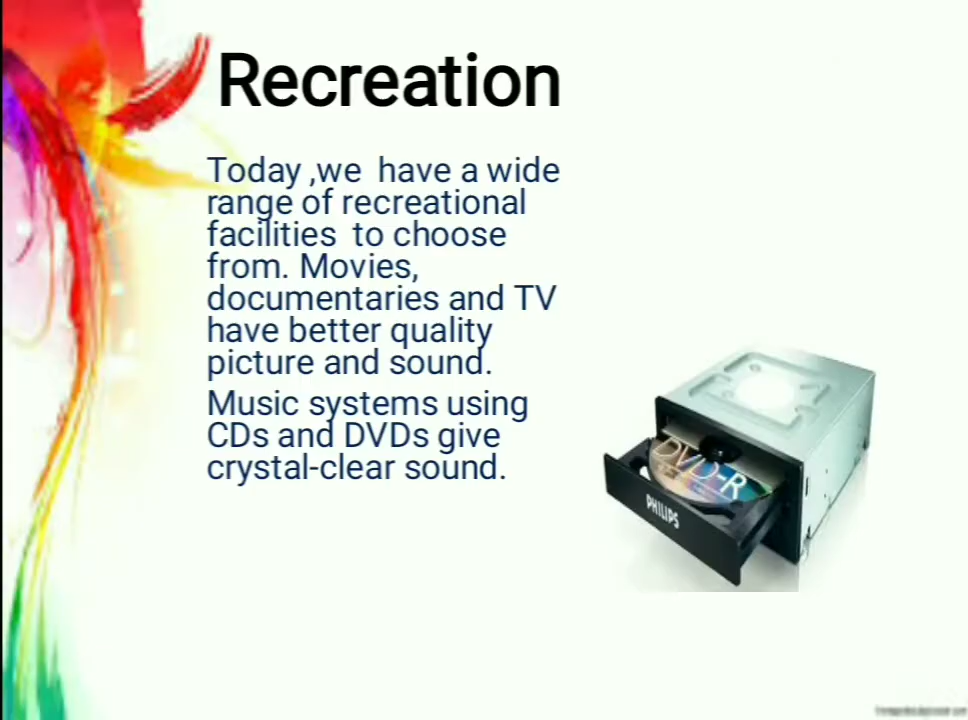 Recreation
Today ,we  have a wide
range of recreational
facilities  to choose
from. Movies,
documentaries and TV
have better quality
picture and sound.
Music systems using
CDs and DVDs give
crystal-clear sound.
DVD-R
PHILIPS